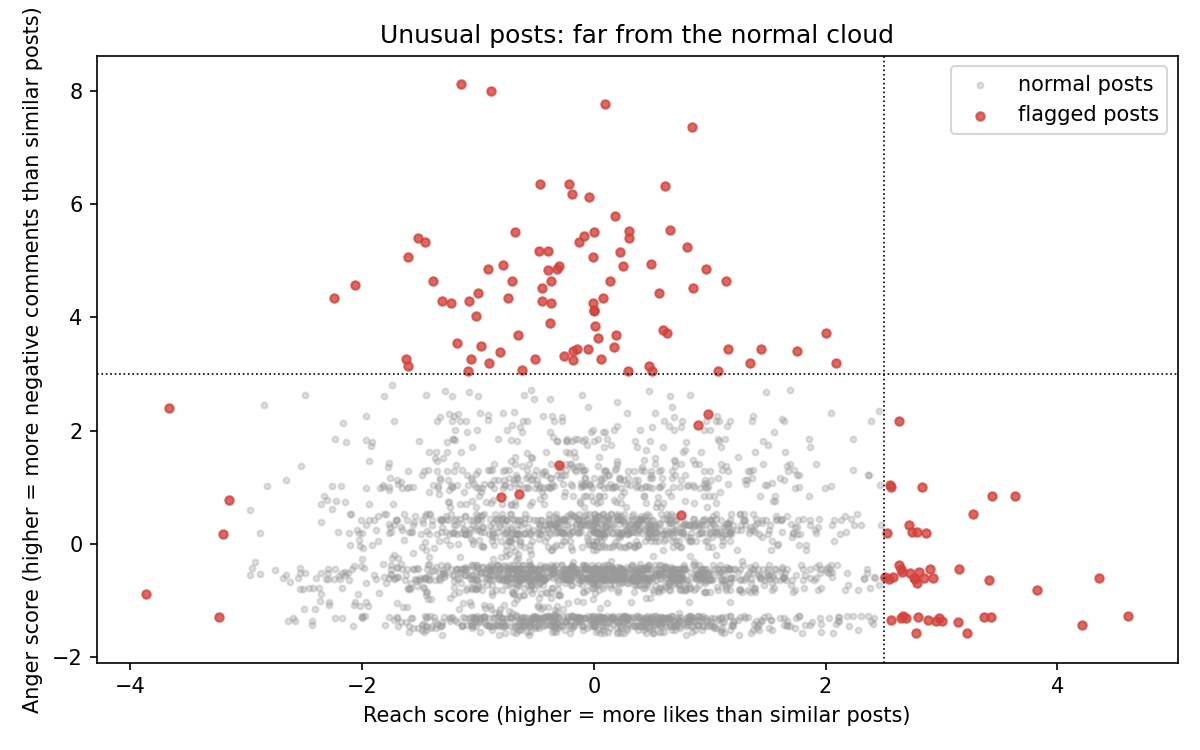 Unusual posts: far from the normal cloud
normal posts
flagged posts
Anger score (higher = more negative comments than similar posts)
8
6
4
2
0
−2
−4
−2
0
2
4
Reach score (higher = more likes than similar posts)